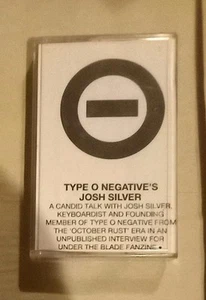 TYPE O NEGATIVE'S
JOSH SILVER
A CANDID TALK WITH JOSH SILVER,
KEYBOARDIST AND FOUNDING
MEMBER OF TYPE O NEGATIVE FROM
THE 'OCTOBER RUST' ERA IN AN
UNPUBLISHED INTERVIEW FOR
UNDER THE BLADE FANZINE •